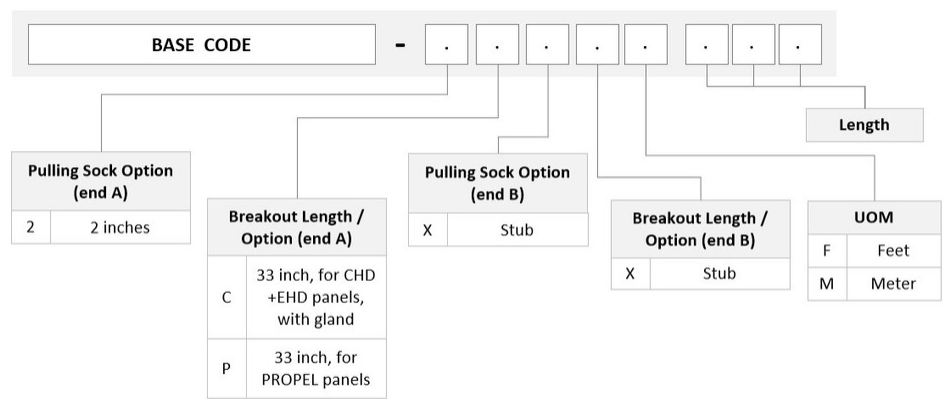 BASE CODE - . . . . . . . .
Length
Pulling Sock Option
(end A)
2 2 inches
Breakout Length /
Option (end A)
C 33 inch, for CHD
+EHD panels,
with gland
P 33 inch, for
PROPEL panels
Pulling Sock Option
(end B)
X Stub
Breakout Length /
Option (end B)
X Stub
UOM
F Feet
M Meter